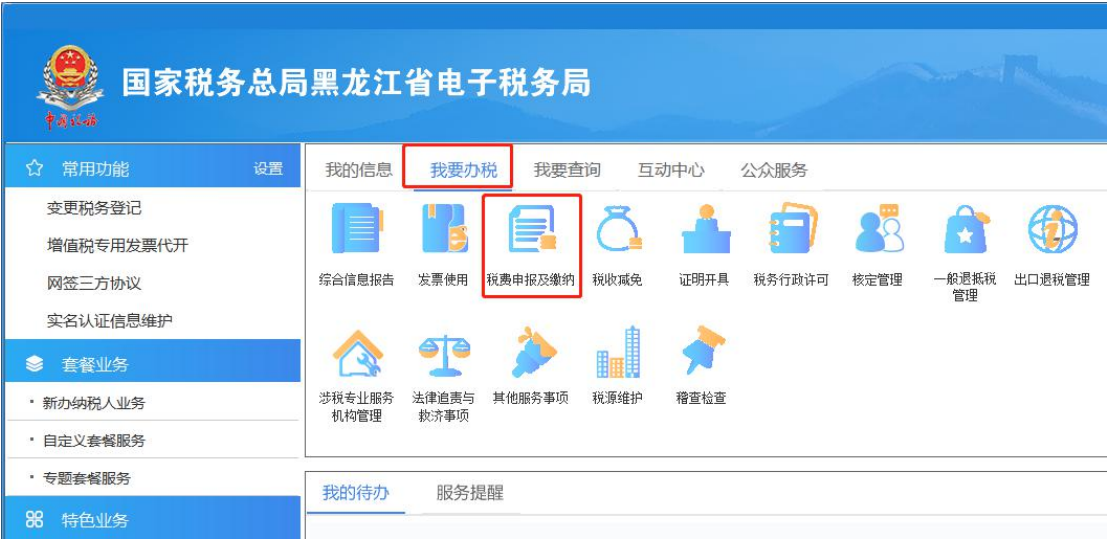 国家税务总局黑龙江省电子税务局
中国税务
常用功能 设置
变更税务登记
增值税专用发票代开
网签三方协议
实名认证信息维护
套餐业务
· 新办纳税人业务
· 自定义套餐服务
· 专题套餐服务
特色业务
我的信息 我要办税 我要查询 互动中心 公众服务
综合信息报告 发票使用 税费申报及缴纳 税收减免 证明开具 税务行政许可 核定管理 一般退抵税 出口退税管理
管理
涉税专业服务 法律追责与 其他服务事项 税源维护 稽查检查
机构管理 救济事项
我的待办 服务提醒